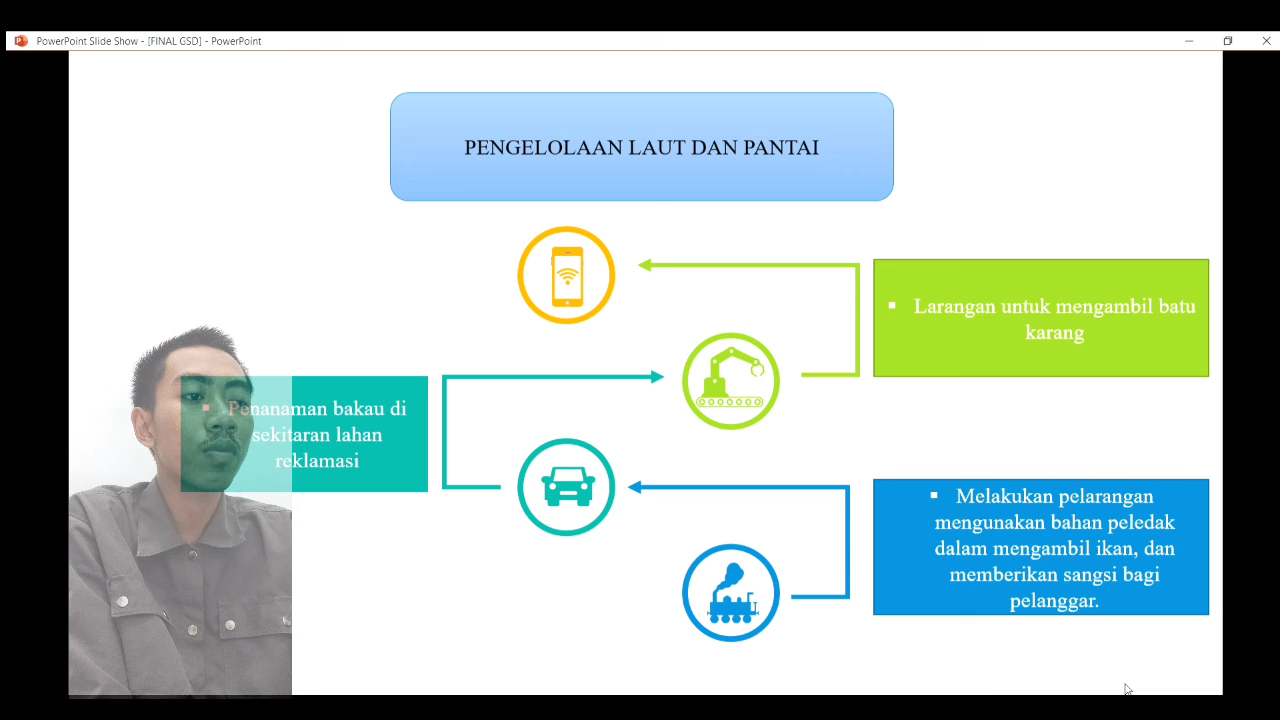 PowerPoint Slide Show - [FINAL GSD] - PowerPoint
PENGELOLAAN LAUT DAN PANTAI
▪ Larangan untuk mengambil batu
karang
▪ Penanaman bakau di
sekitaran lahan
reklamasi
▪ Melakukan pelarangan
mengunakan bahan peledak
dalam mengambil ikan, dan
memberikan sangsi bagi
pelanggar.